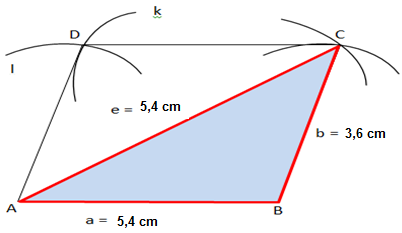 k
D
C
l
e = 5,4 cm
b = 3,6 cm
A
B
a = 5,4 cm